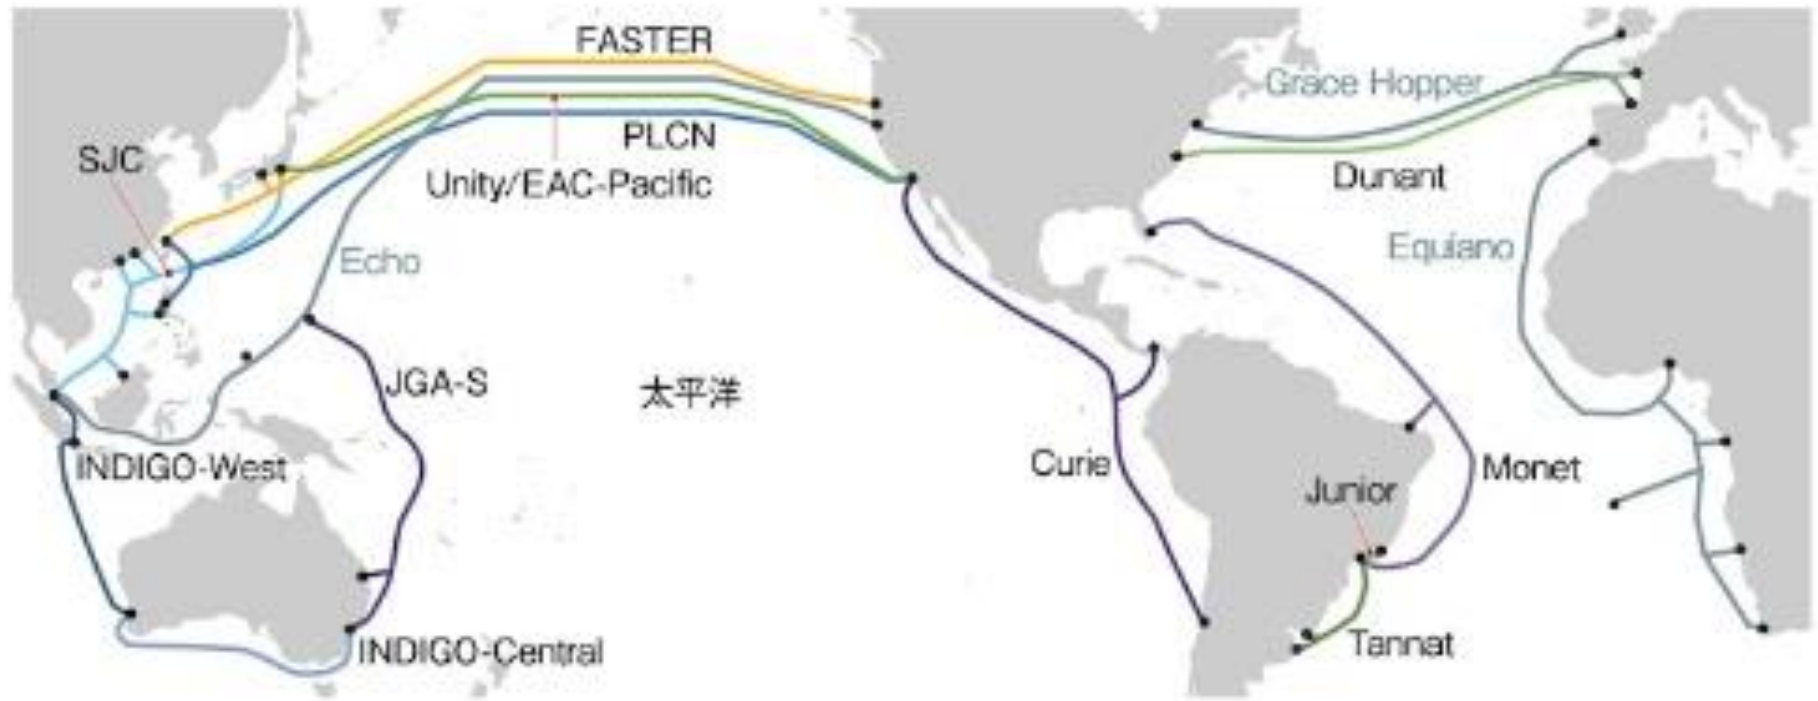 FASTER
Grace Hopper
PLCN
SJC
Unity/EAC-Pacific
Dunant
Echo
Equiano
JGA-S
太平洋
INDIGO-West
Curie
Monet
Junior
INDIGO-Central
Tannat